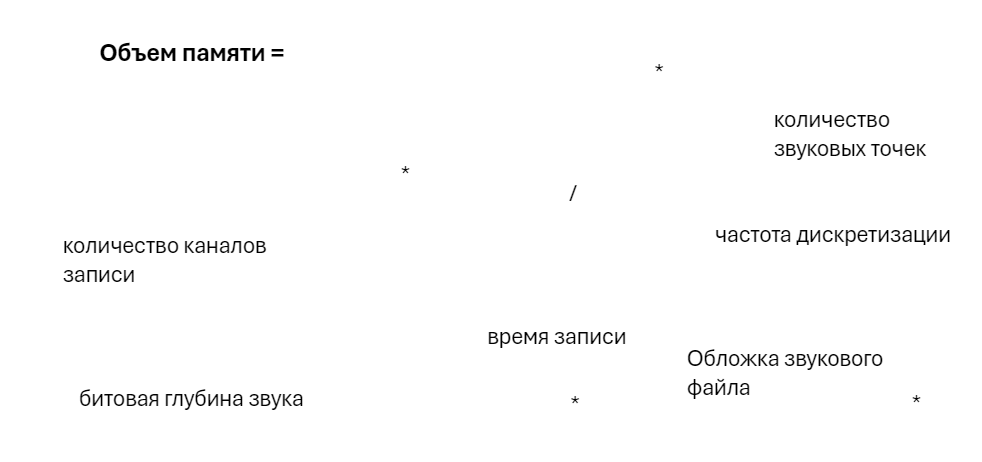 Объем памяти =
*
количество
звуковых точек
*
/
частота дискретизации
количество каналов
записи
время записи
Обложка звукового
файла
битовая глубина звука
*
*